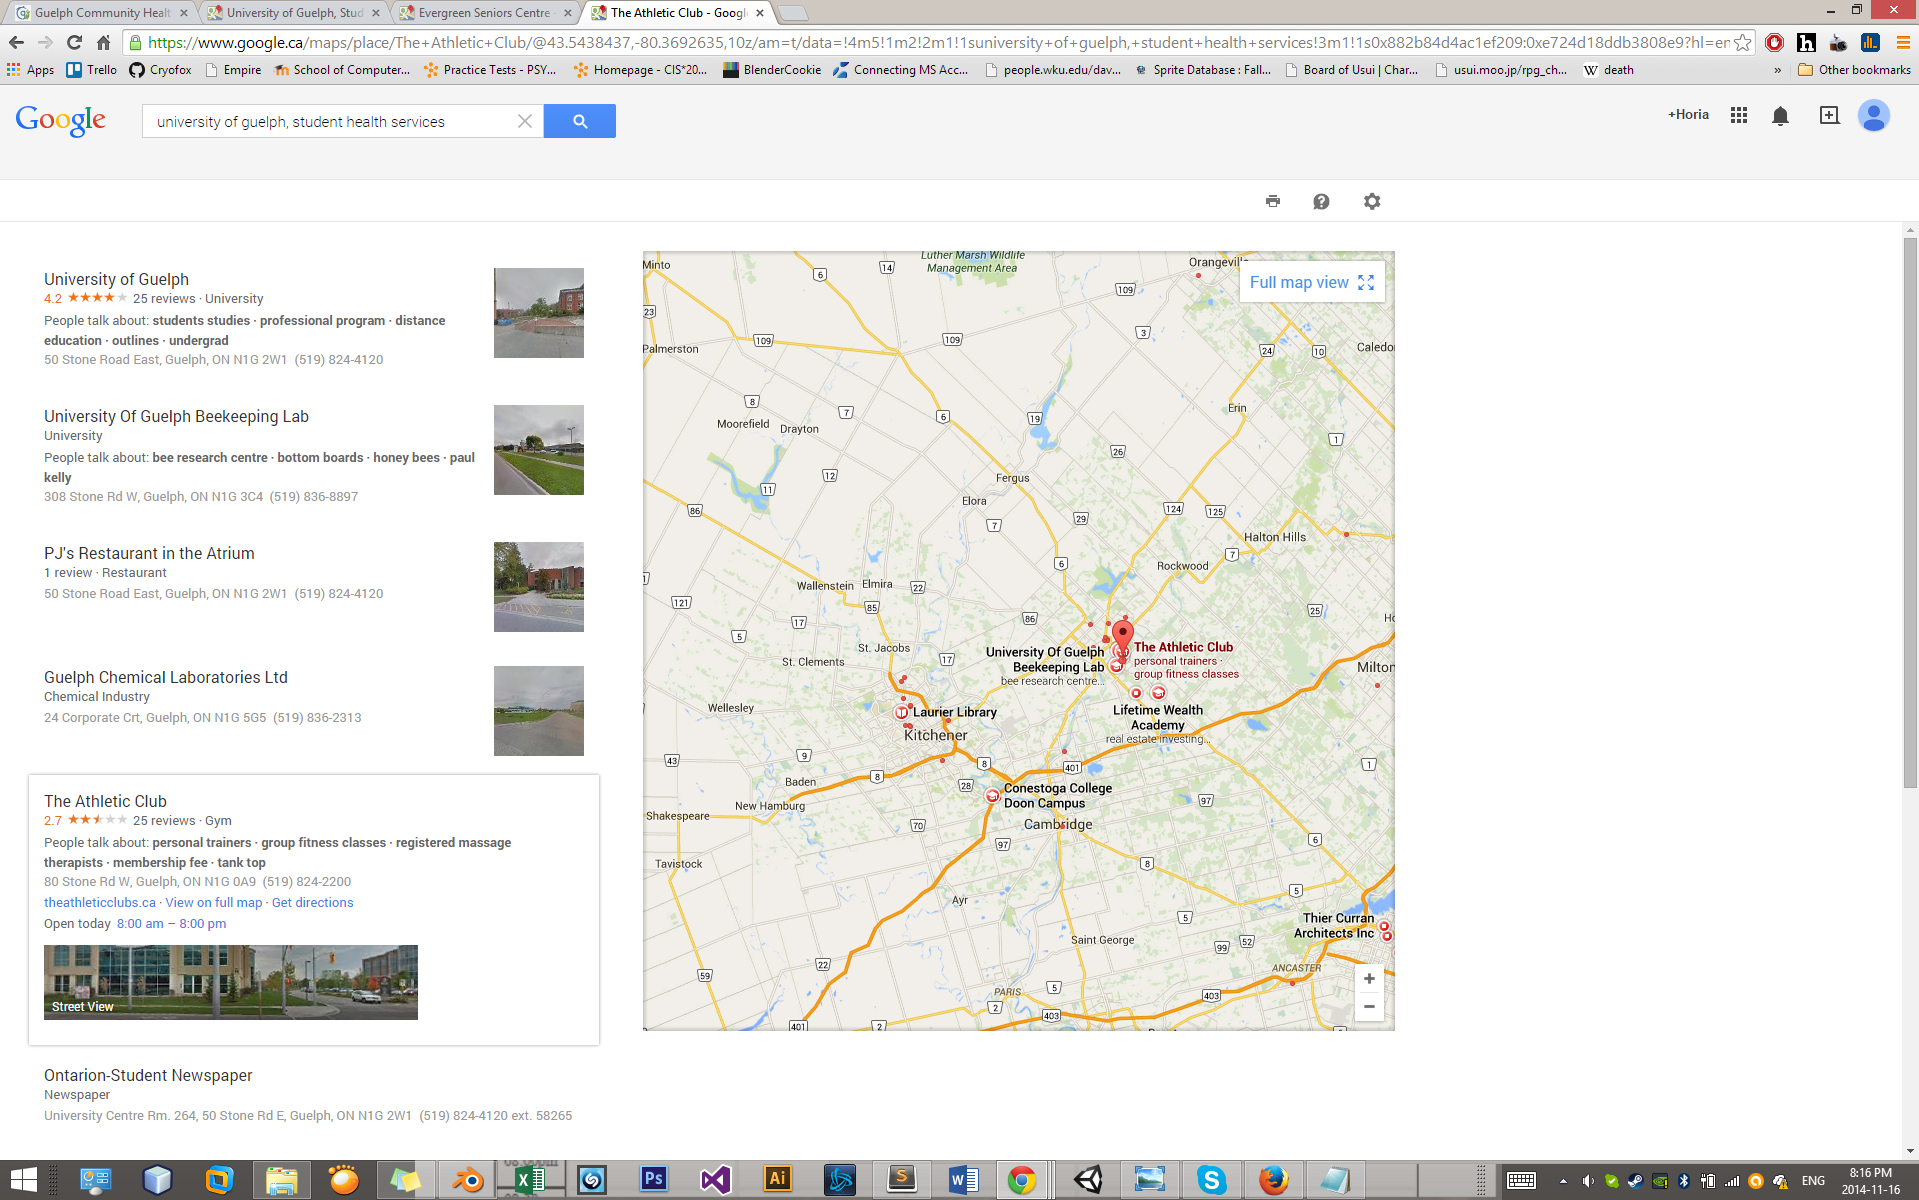 Guelph Community Healt
University of Guelph, Stud
Evergreen Seniors Centre -
The Athletic Club - Googl
https://www.google.ca/maps/place/The+Athletic+Club/@43.5438437,-80.3692635,10z/am=t/data=!4m5!1m2!2m1!1suniversity+of+guelph,+student+health+services!3m1!1s0x882b84d4ac1ef209:0xe724d18ddb3808e9?hl=en
Apps
Trello
Cryofox
Empire
School of Computer...
Practice Tests - PSY...
Homepage - CIS*20...
BlenderCookie
Connecting MS Acc...
people.wku.edu/dav...
Sprite Database : Fall...
Board of Usui | Char...
usui.moo.jp/rpg_ch...
W death
»
Other bookmarks
Google
university of guelph, student health services
+Horia
University of Guelph
4.2 25 reviews · University
People talk about: students studies · professional program · distance
education · outlines · undergrad
50 Stone Road East, Guelph, ON N1G 2W1 (519) 824-4120
University Of Guelph Beekeeping Lab
University
People talk about: bee research centre · bottom boards · honey bees · paul
kelly
308 Stone Rd W, Guelph, ON N1G 3C4 (519) 836-8897
PJ's Restaurant in the Atrium
1 review · Restaurant
50 Stone Road East, Guelph, ON N1G 2W1 (519) 824-4120
Guelph Chemical Laboratories Ltd
Chemical Industry
24 Corporate Crt, Guelph, ON N1G 5G5 (519) 836-2313
The Athletic Club
2.7 25 reviews · Gym
People talk about: personal trainers · group fitness classes · registered massage
therapists · membership fee · tank top
80 Stone Rd W, Guelph, ON N1G 0A9 (519) 824-2200
theathleticclubs.ca · View on full map · Get directions
Open today 8:00 am – 8:00 pm
Street View
Ontarion-Student Newspaper
Newspaper
University Centre Rm. 264, 50 Stone Rd E, Guelph, ON N1G 2W1 (519) 824-4120 ext. 58265
Full map view
Luther Marsh Wildlife
Management Area
Minto
14
6
Orangeville
109
23
3
109
109
Palmerston
24
10
Caledo
8
7
6
19
Erin
Moorefield
Drayton
1
26
12
Fergus
11
Elora
86
124
125
29
7
Halton Hills
7
6
Rockwood
Wallenstein
Elmira
22
121
85
25
86
17
5
St. Jacobs
St. Clements
17
University Of Guelph
Beekeeping Lab
bee research centre...
The Athletic Club
personal trainers ·
group fitness classes
Milton
Wellesley
Laurier Library
Kitchener
Lifetime Wealth
Academy
real estate investing...
9
43
8
401
1
Baden
8
28
Conestoga College
Doon Campus
97
New Hamburg
Shakespeare
70
Cambridge
97
6
Tavistock
8
5
Ayr
5
Thier Curran
Architects Inc
Saint George
99
52
22
59
ANCASTER
PARIS
5
403
2
403
401
2
+
−
Ps
Ai
ENG
8:16 PM
2014-11-16